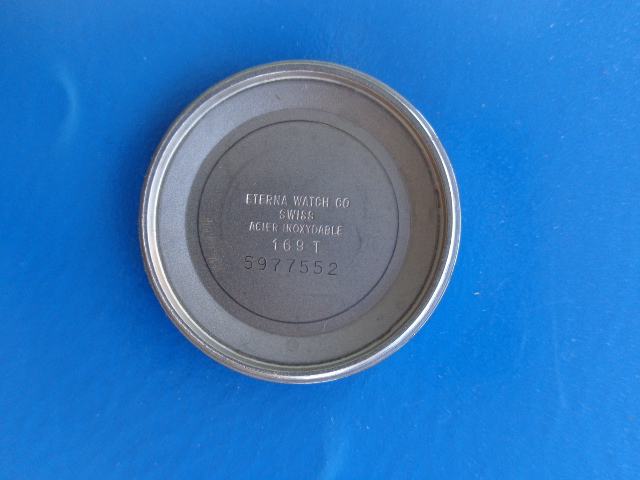 ETERNA WATCH CO
SWISS
ACIER INOXYDABLE
169 T
5977552